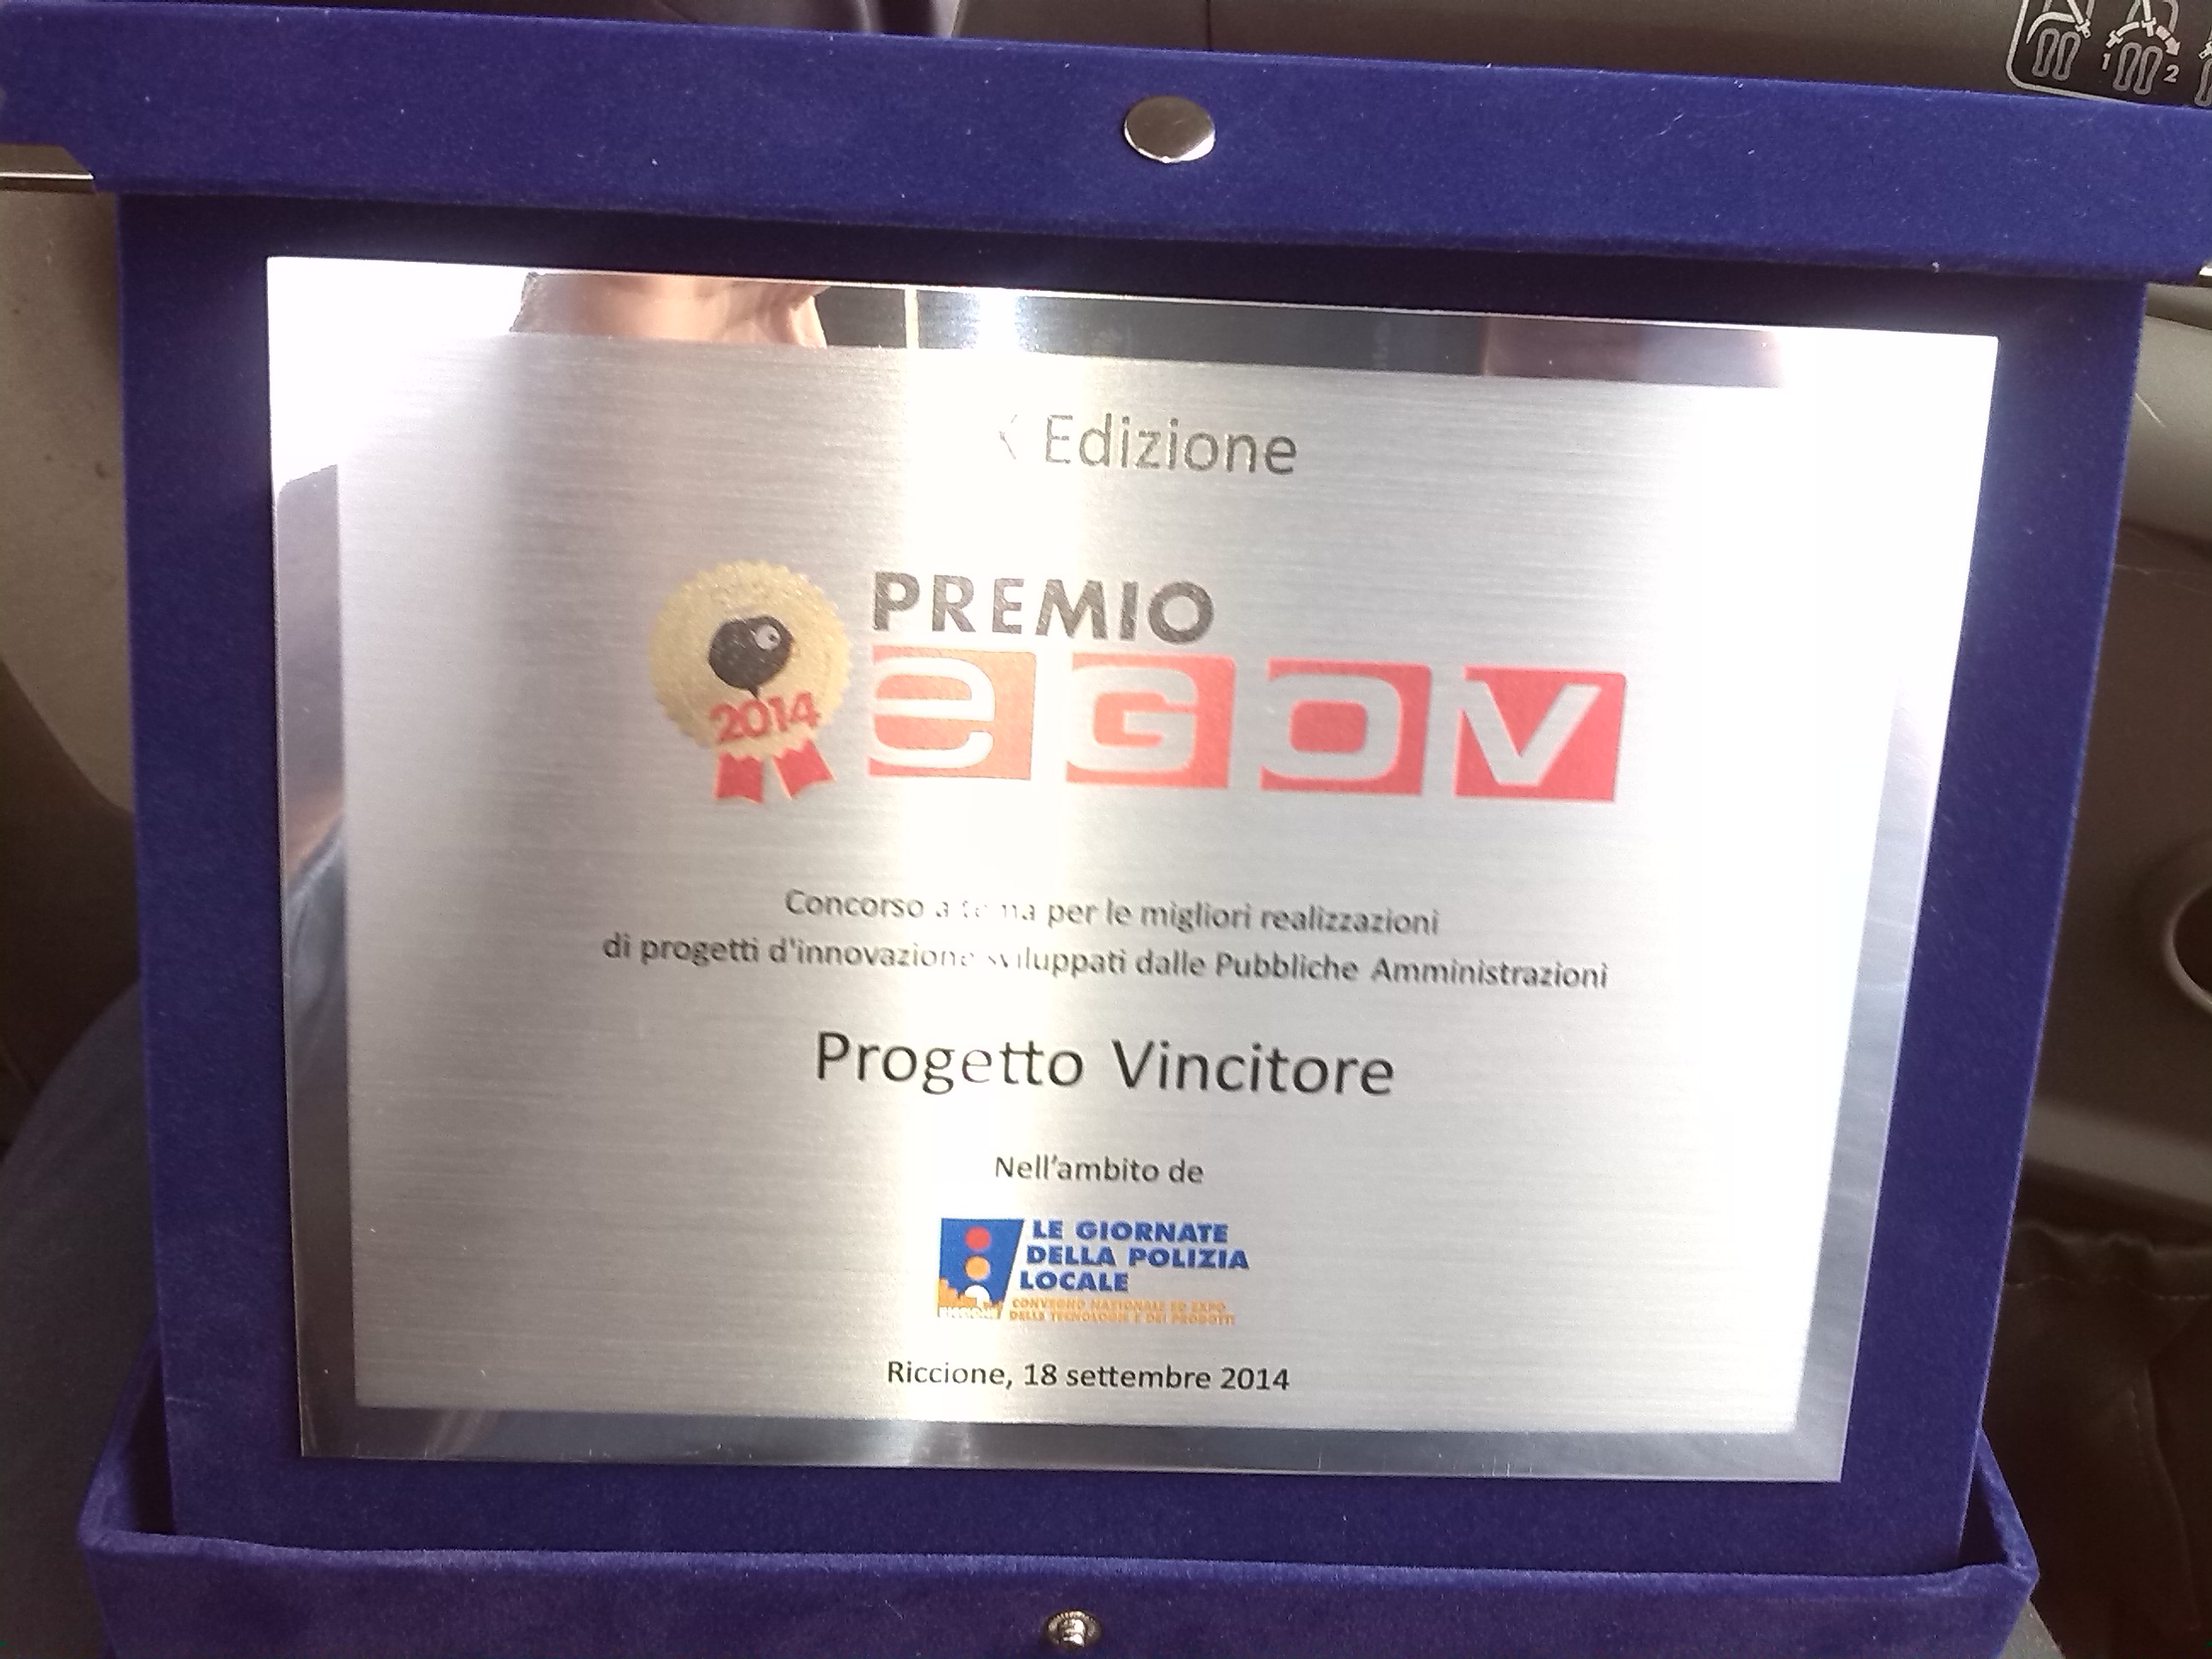 Edizione
PREMIO
eGov
2014
Concorso a tema per le migliori realizzazioni
di progetti d'innovazione sviluppati dalle Pubbliche Amministrazioni
Progetto Vincitore
Nell'ambito de
LE GIORNATE
DELLA POLIZIA
LOCALE
RICCIONE
CONVEGNO NAZIONALE ED EXPO
DELLE TECNOLOGIE E DEI PRODOTTI
Riccione, 18 settembre 2014
1
2